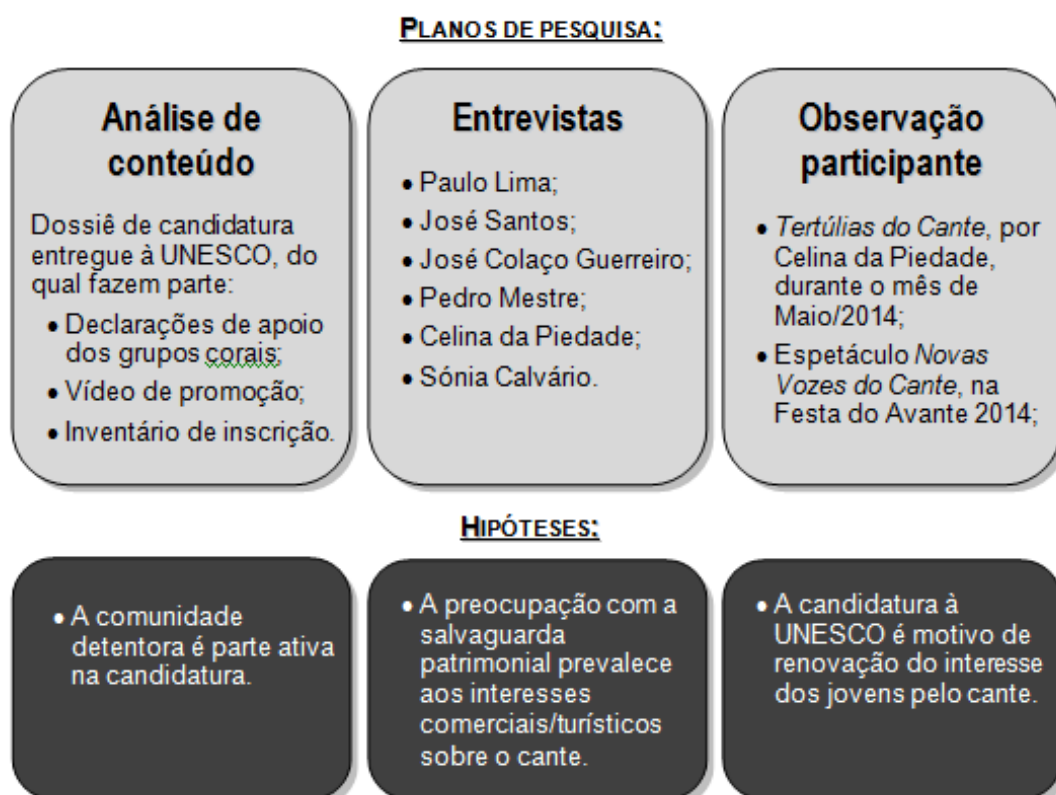 PLANOS DE PESQUISA:
Análise de
conteúdo
Dossiê de candidatura
entregue à UNESCO, do
qual fazem parte:
• Declarações de apoio
dos grupos corais;
• Vídeo de promoção;
• Inventário de inscrição.
Entrevistas
• Paulo Lima;
• José Santos;
• José Colaço Guerreiro;
• Pedro Mestre;
• Celina da Piedade;
• Sónia Calvário.
Observação
participante
• Tertúlias do Cante, por
Celina da Piedade,
durante o mês de
Maio/2014;
• Espetáculo Novas
Vozes do Cante, na
Festa do Avante 2014;
HIPÓTESES:
• A comunidade
detentora é parte ativa
na candidatura.
• A preocupação com a
salvaguarda
patrimonial prevalece
aos interesses
comerciais/turísticos
sobre o cante.
• A candidatura à
UNESCO é motivo de
renovação do interesse
dos jovens pelo cante.